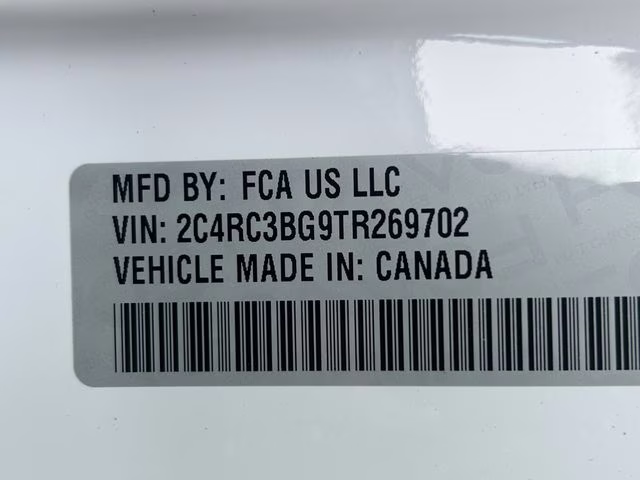 MFD BY: FCA US LLC
VIN: 2C4RC3BG9TR269702
VEHICLE MADE IN: CANADA